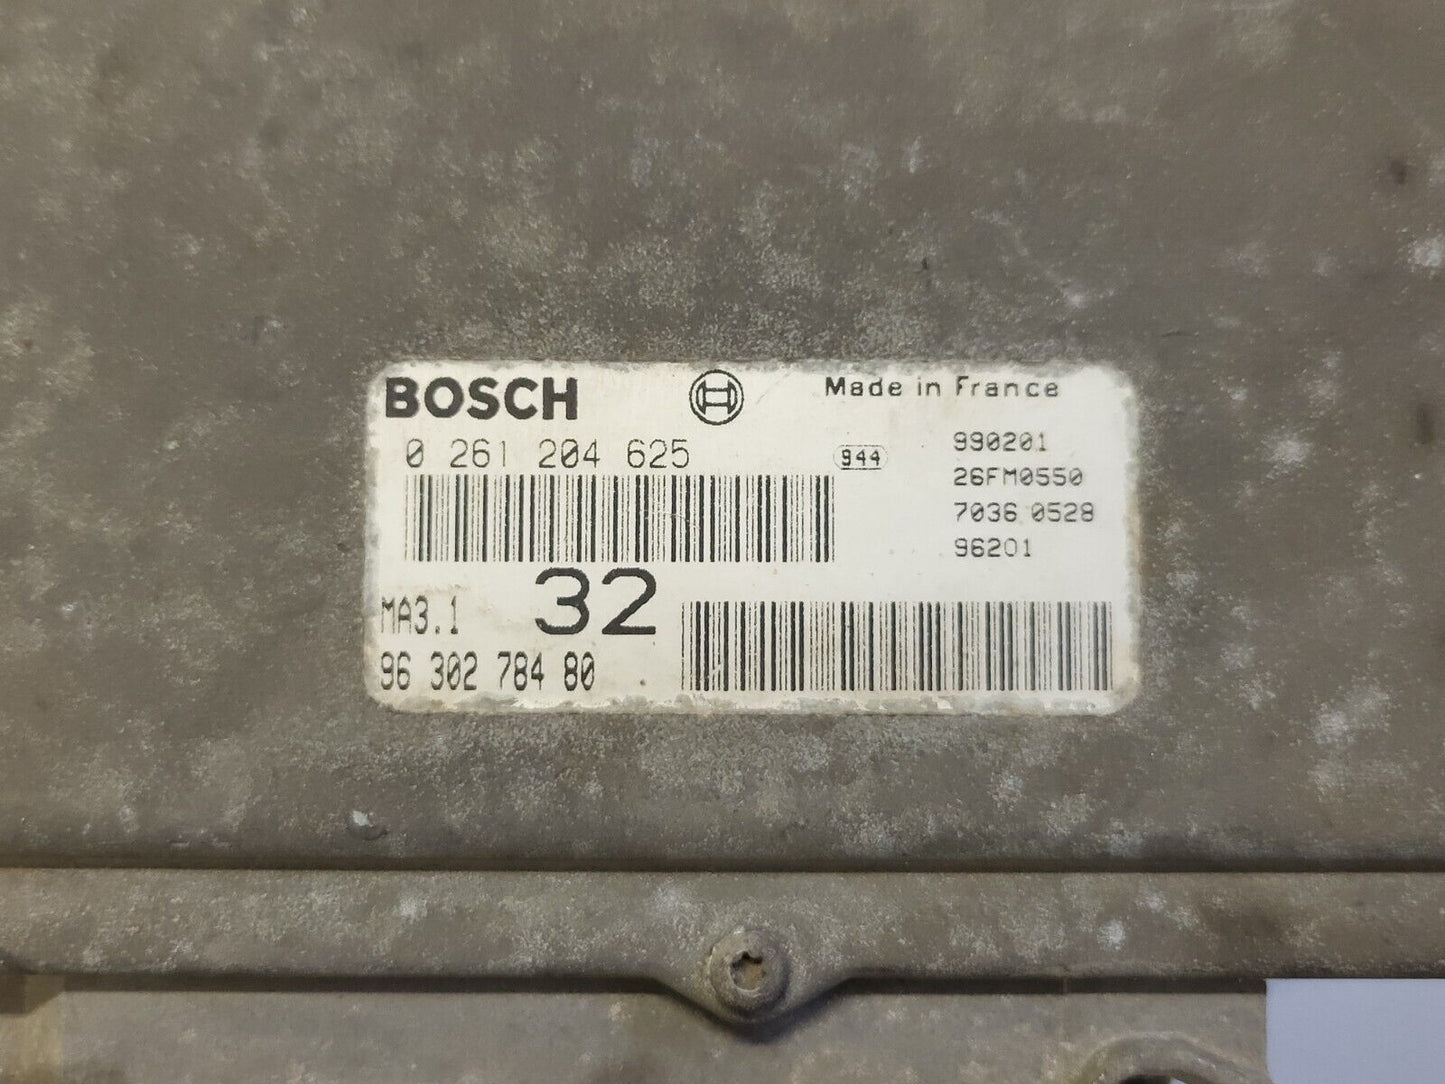 BOSCH Made in France
0 261 204 625 944 990201
26FM0550
7036 0528
96201
MA3.1 32
96 302 784 80